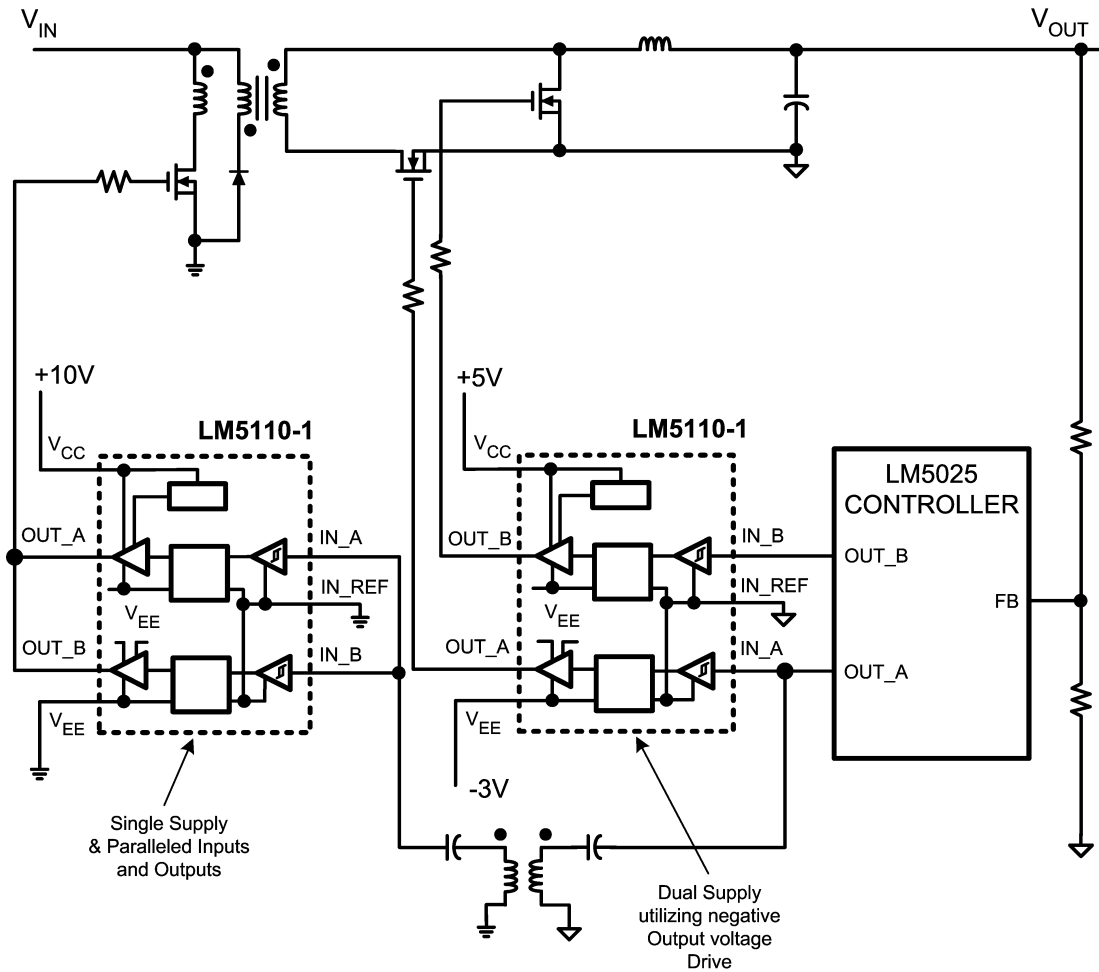 VIN
VOUT
+10V
+5V
VCC
LM5110-1
VCC
LM5110-1
LM5025
CONTROLLER
OUT_A
IN_A
OUT_B
IN_B
OUT_B
IN_REF
IN_REF
FB
VEE
VEE
OUT_B
IN_B
OUT_A
IN_A
OUT_A
VEE
VEE
-3V
Single Supply
& Paralleled Inputs
and Outputs
Dual Supply
utilizing negative
Output voltage
Drive